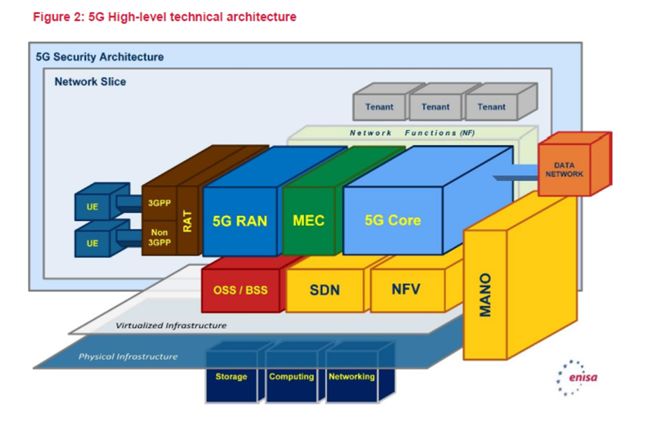 Figure 2: 5G High-level technical architecture
5G Security Architecture
Network Slice
Tenant Tenant Tenant
Network Functions (NF)
DATA
NETWORK
UE
3GPP
RAT
5G RAN
MEC
5G Core
UE
Non
3GPP
OSS / BSS
SDN
NFV
MANO
Virtualized Infrastructure
Physical Infrastructure
Storage Computing Networking
enisa